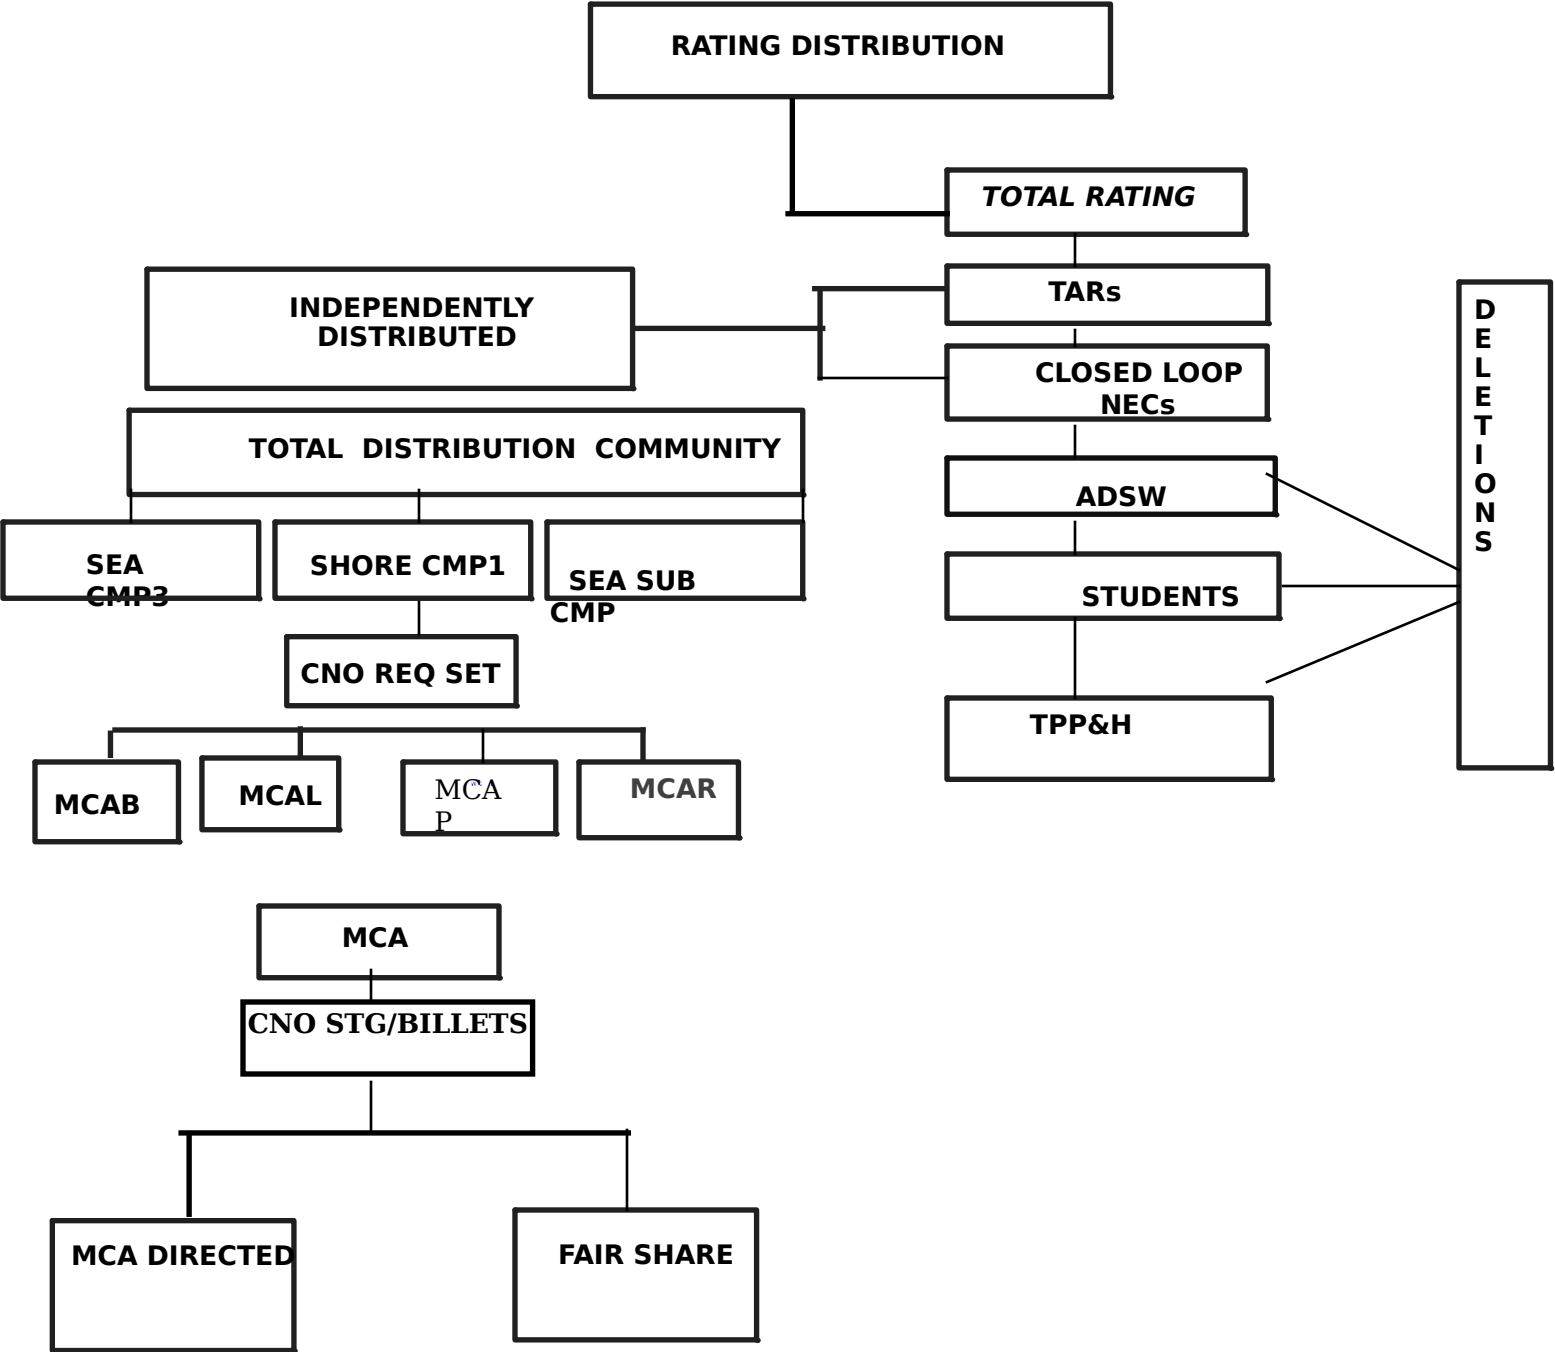 RATING DISTRIBUTION
TOTAL RATING
TARs
INDEPENDENTLY
DISTRIBUTED
CLOSED LOOP
NECs
D
E
L
E
T
I
O
N
S
TOTAL DISTRIBUTION COMMUNITY
ADSW
SEA
CMP3
SHORE CMP1
SEA SUB
CMP
STUDENTS
CNO REQ SET
TPP&H
MCAB
MCAL
MCA
P
MCAR
MCA
CNO STG/BILLETS
MCA DIRECTED
FAIR SHARE